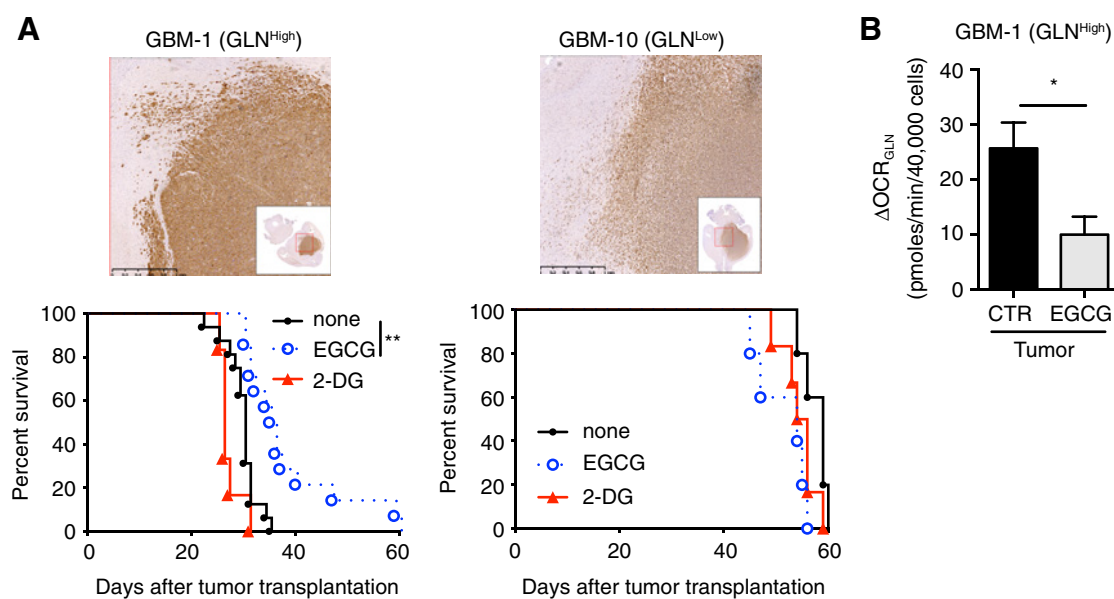 A
GBM-1 (GLNHigh)
GBM-10 (GLNLow)
B
GBM-1 (GLNHigh)
100
80
60
40
20
0
Percent survival
none
EGCG
2-DG
**
0
20
40
60
Days after tumor transplantation
100
80
60
40
20
0
Percent survival
none
EGCG
2-DG
0
20
40
60
Days after tumor transplantation
40
30
20
10
0
ΔOCRGLN
(pmoles/min/40,000 cells)
*
CTR EGCG
Tumor